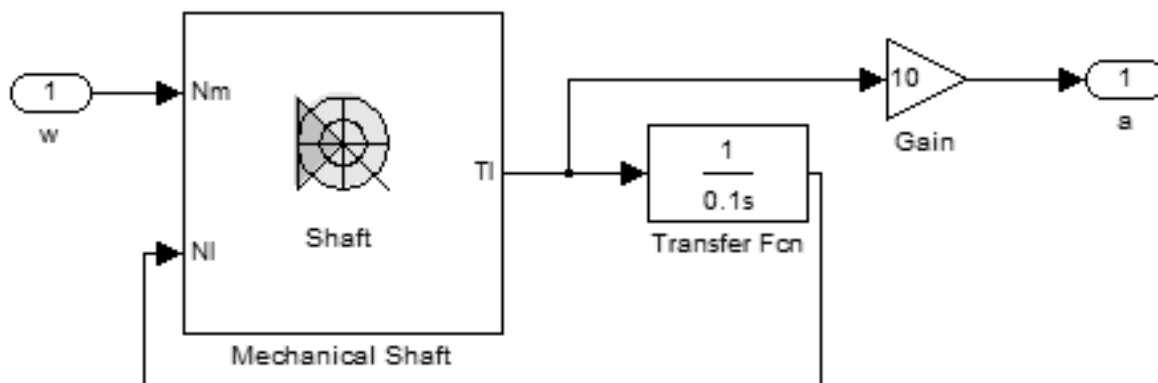 1
w
Nm
Nl
Tl
Shaft
Mechanical Shaft
1
0.1s
Transfer Fcn
10
Gain
1
a